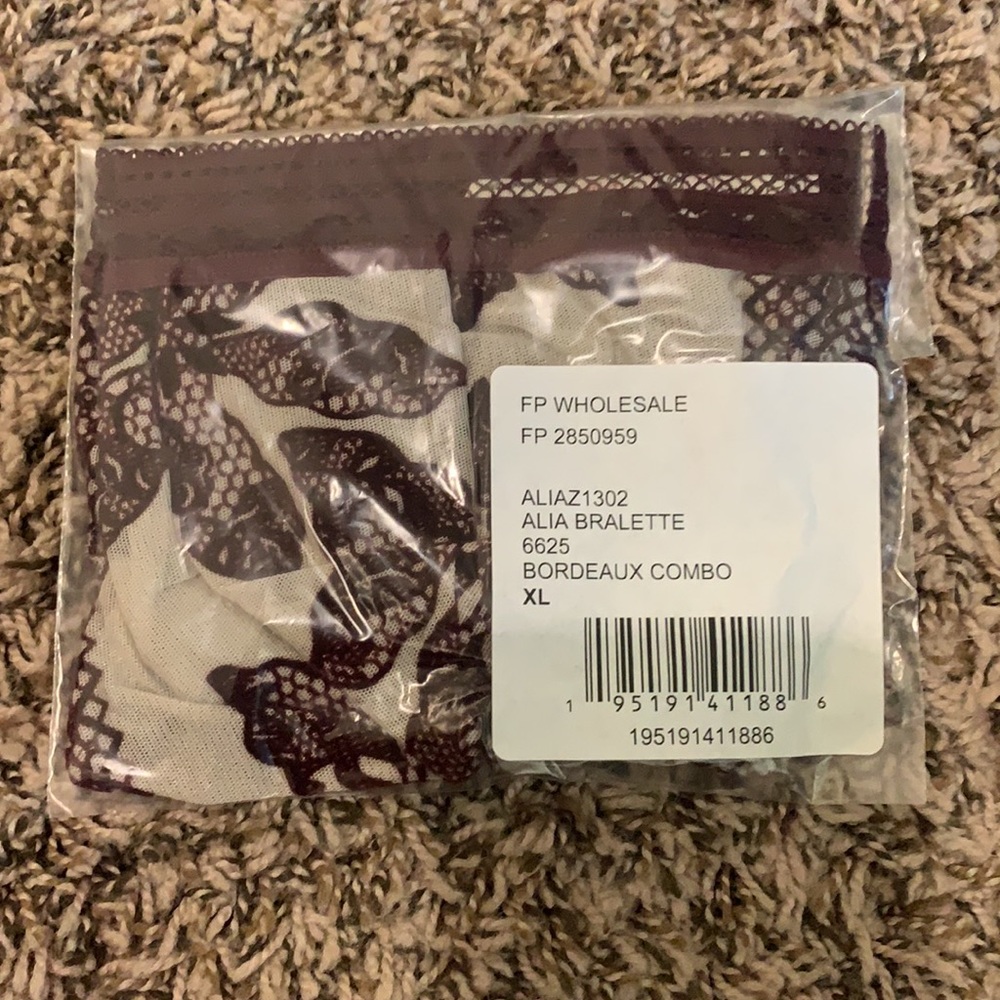 FP WHOLESALE
FP 2850959
ALIAZ1302
ALIA BRALETTE
6625
BORDEAUX COMBO
XL
1 95191 41188 6
195191411886